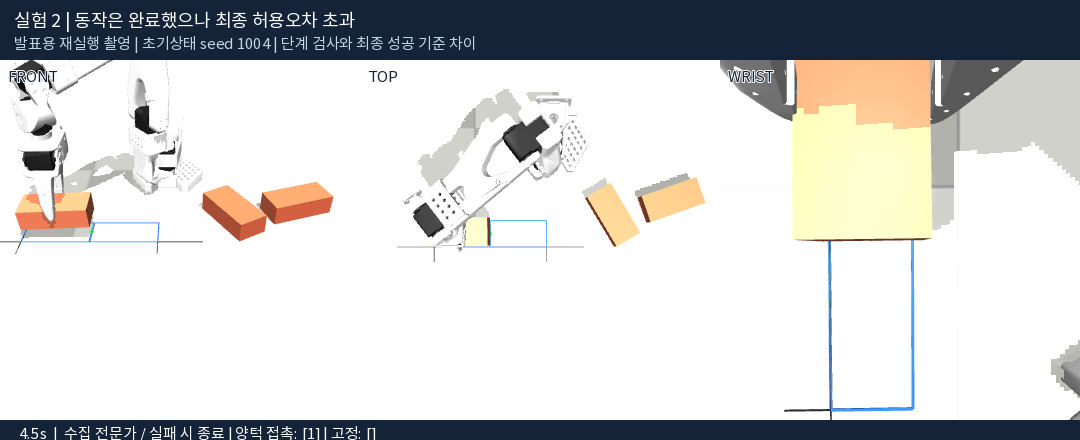 실험 2 | 동작은 완료했으나 최종 허용오차 초과
발표용 재실행 촬영 | 초기상태 seed 1004 | 단계 검사와 최종 성공 기준 차이
FRONT
TOP
WRIST
4.5s | 수집 전문가 / 실패 시 종료 | 양턱 접촉: [1] | 고정: []